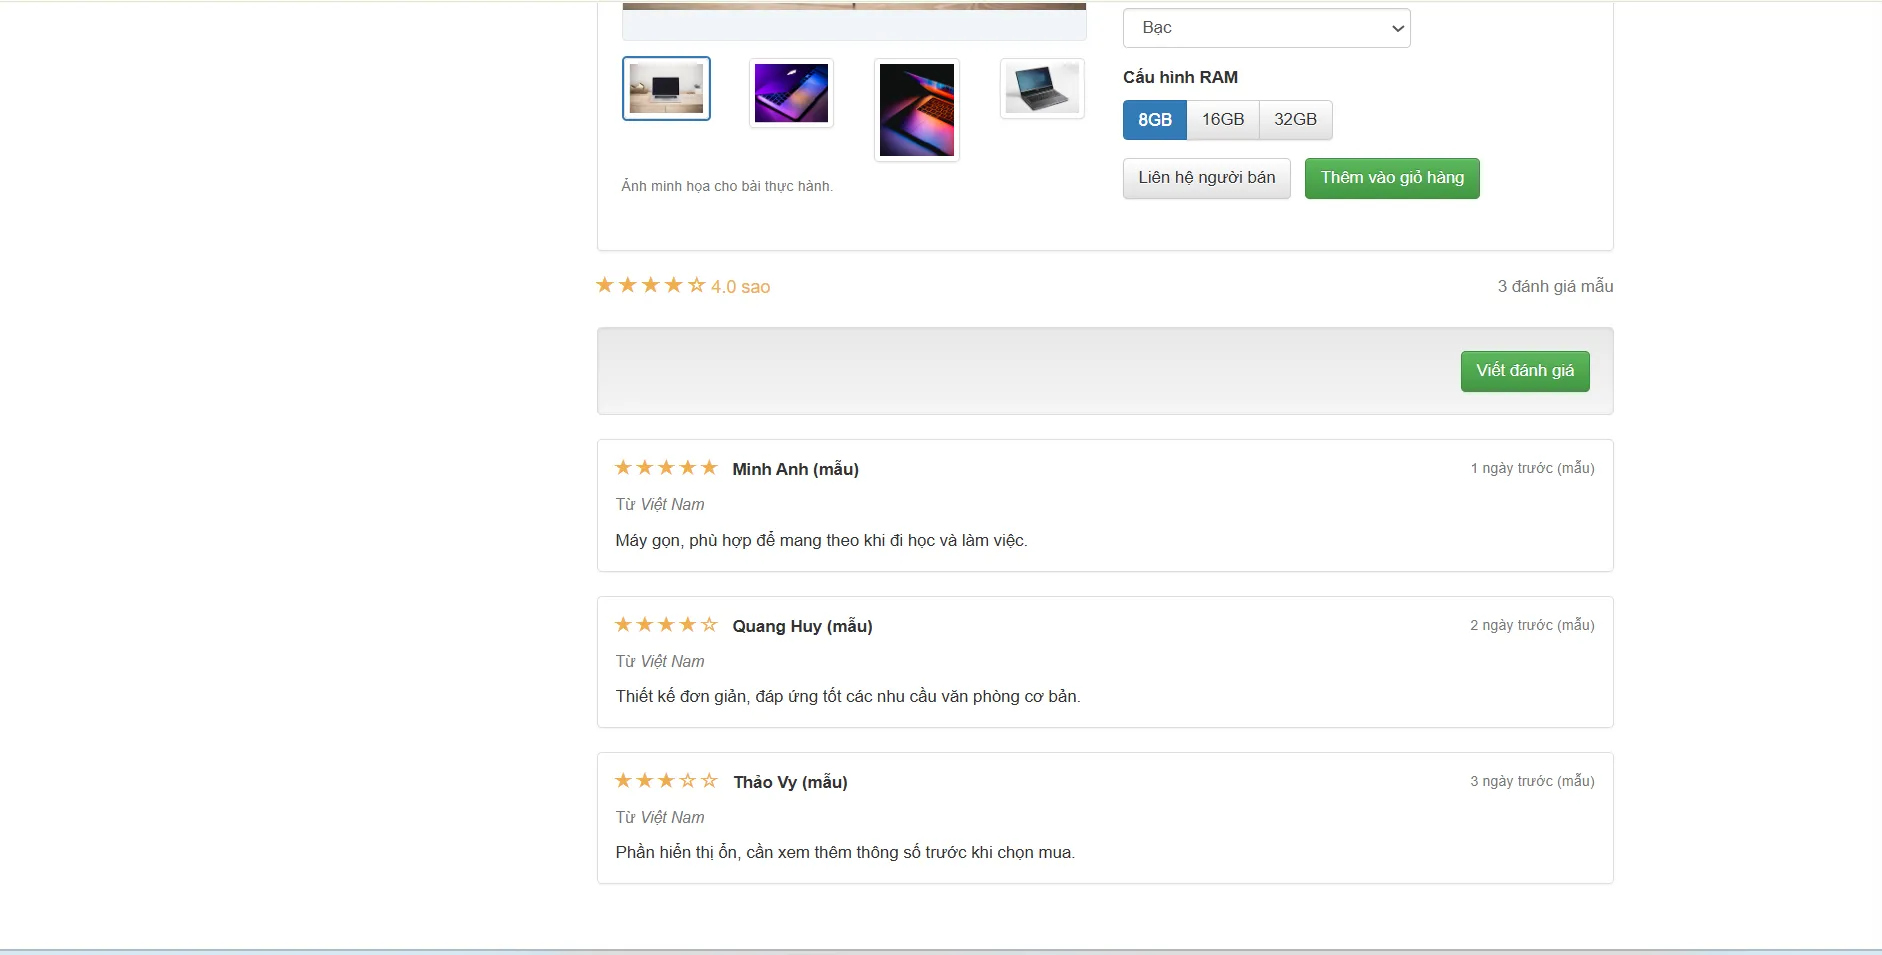 Bạc
Cấu hình RAM
8GB 16GB 32GB
Liên hệ người bán Thêm vào giỏ hàng
Ảnh minh họa cho bài thực hành.
★★★★☆ 4.0 sao 3 đánh giá mẫu
Viết đánh giá
★★★★★ Minh Anh (mẫu) 1 ngày trước (mẫu)
Từ Việt Nam
Máy gọn, phù hợp để mang theo khi đi học và làm việc.
★★★★☆ Quang Huy (mẫu) 2 ngày trước (mẫu)
Từ Việt Nam
Thiết kế đơn giản, đáp ứng tốt các nhu cầu văn phòng cơ bản.
★★★☆☆ Thảo Vy (mẫu) 3 ngày trước (mẫu)
Từ Việt Nam
Phần hiển thị ổn, cần xem thêm thông số trước khi chọn mua.